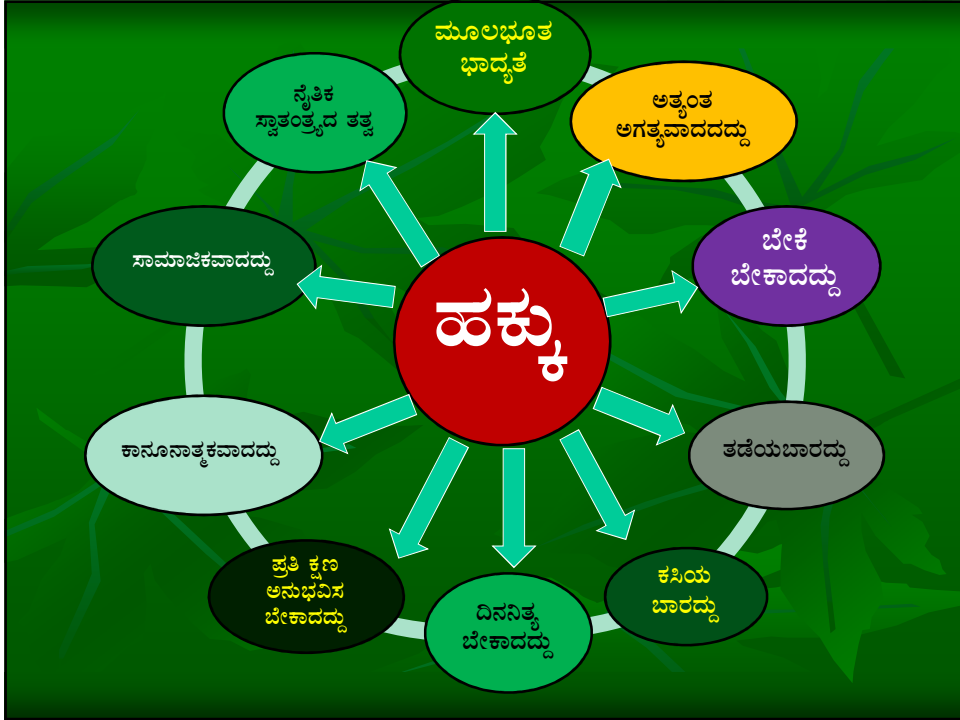 ಮೂಲಭೂತ
ಭಾದ್ಯತೆ
ಅತ್ಯಂತ
ಅಗತ್ಯವಾದದದ್ದು
ಬೇಕೆ
ಬೇಕಾದದ್ದು
ತಡೆಯಬಾರದ್ದು
ಕಸಿಯ
ಬಾರದ್ದು
ದಿನನಿತ್ಯ
ಬೇಕಾದದ್ದು
ಪ್ರತಿ ಕ್ಷಣ
ಅನುಭವಿಸ
ಬೇಕಾದದ್ದು
ಕಾನೂನಾತ್ಮಕವಾದದ್ದು
ಸಾಮಾಜಿಕವಾದದ್ದು
ನೈತಿಕ
ಸ್ವಾತಂತ್ರ್ಯದ ತತ್ವ
ಹಕ್ಕು